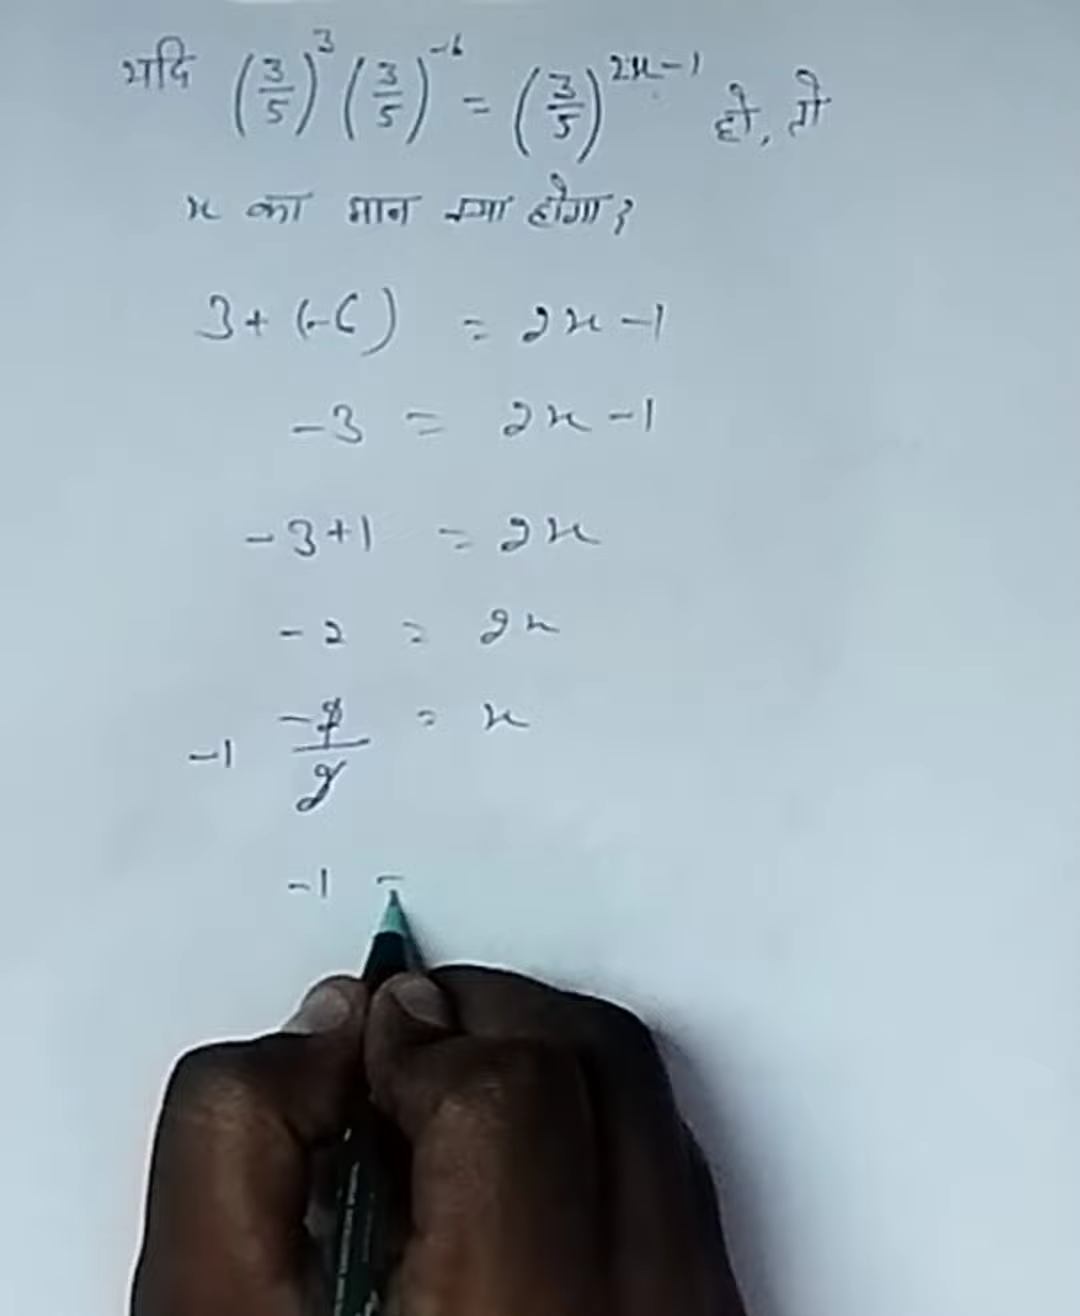 यदि (3/5)^3 (3/5)^-6 = (3/5)^2x-1 हो, तो
x का मान क्या होगा?
3 + (-6) = 2x - 1
-3 = 2x - 1
-3+1 = 2x
-2 = 2x
-1 -2/2 = x
-1 =